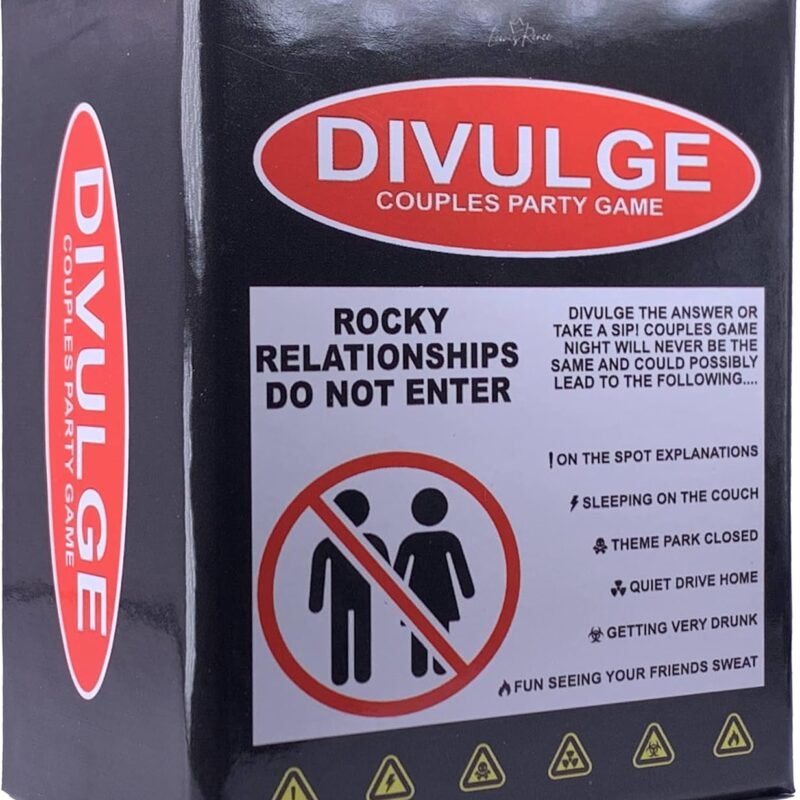 DIVULGE
COUPLES PARTY GAME
DIVULGE
COUPLES PARTY GAME
ROCKY
RELATIONSHIPS
DO NOT ENTER
DIVULGE THE ANSWER OR
TAKE A SIP! COUPLES GAME
NIGHT WILL NEVER BE THE
SAME AND COULD POSSIBLY
LEAD TO THE FOLLOWING....
! ON THE SPOT EXPLANATIONS
SLEEPING ON THE COUCH
THEME PARK CLOSED
QUIET DRIVE HOME
GETTING VERY DRUNK
FUN SEEING YOUR FRIENDS SWEAT